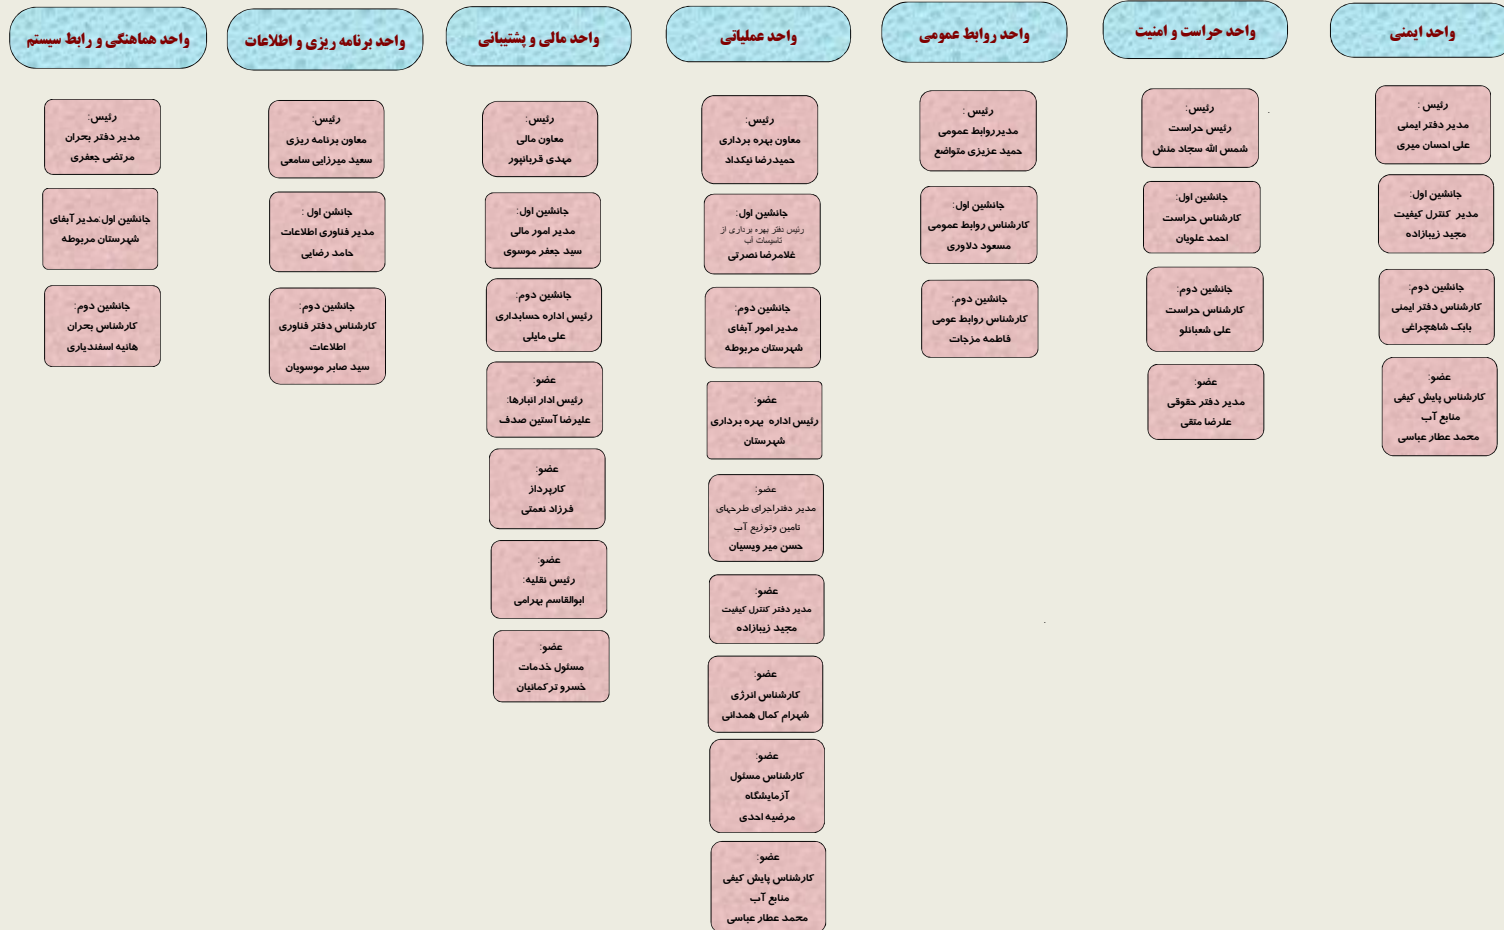 واحد ایمنی
رئیس :
مدیر دفتر ایمنی
علی احسان میری
جانشین اول:
مدیر کنترل کیفیت
مجید زیبازاده
جانشین دوم:
کارشناس دفتر ایمنی
بابک شاهچراغی
عضو:
کارشناس پایش کیفی
منابع آب
محمد عطار عباسی
واحد حراست و امنیت
رئیس:
رئیس حراست
شمس الله سجاد منش
جانشین اول:
کارشناس حراست
احمد علویان
جانشین دوم:
کارشناس حراست
علی شعبانلو
عضو:
مدیر دفتر حقوقی
علرضا متقی
واحد روابط عمومی
رئیس :
مدیرروابط عمومی
حمید عزیزی متواضع
جانشین اول:
کارشناس روابط عمومی
مسعود دلاوری
جانشین دوم:
کارشناس روابط عومی
فاطمه مزجات
واحد عملیاتی
رئیس:
معاون بهره برداری
حمیدرضا نیکداد
جانشین اول:
رئیس دفتر بهره برداری از
تاسیسات آب
غلامرضا نصرتی
جانشین دوم:
مدیر امور آبفای
شهرستان مربوطه
عضو:
رئیس اداره بهره برداری
شهرستان
عضو:
مدیر دفتراجرای طرحهای
تامین وتوزیع آب
حسن میر ویسیان
عضو:
مدیر دفتر کنترل کیفیت
مجید زیبازاده
عضو:
کارشناس انرژی
شهرام کمال همدانی
عضو:
کارشناس مسئول
آزمایشگاه
مرضیه احدی
عضو:
کارشناس پایش کیفی
منابع آب
محمد عطار عباسی
واحد مالی و پشتیبانی
رئیس:
معاون مالی
مهدی قربانپور
جانشین اول:
مدیر امور مالی
سید جعفر موسوی
جانشین دوم:
رئیس اداره حسابداری
علی مایلی
عضو:
رئیس ادار انبارها:
علیرضا آستین صدف
عضو:
کارپرداز
فرزاد نعمتی
عضو:
رئیس نقلیه:
ابوالقاسم بهرامی
عضو:
مسئول خدمات
خسرو ترکمانیان
واحد برنامه ریزی و اطلاعات
رئیس:
معاون برنامه ریزی
سعید میرزایی سامعی
جانشن اول :
مدیر فناوری اطلاعات
حامد رضایی
جانشین دوم:
کارشناس دفتر فناوری
اطلاعات
سید صابر موسویان
واحد هماهنگی و رابط سیستم
رئیس:
مدیر دفتر بحران
مرتضی جعفری
جانشین اول:مدیر آبفای
شهرستان مربوطه
جانشین دوم:
کارشناس بحران
هانیه اسفندیاری